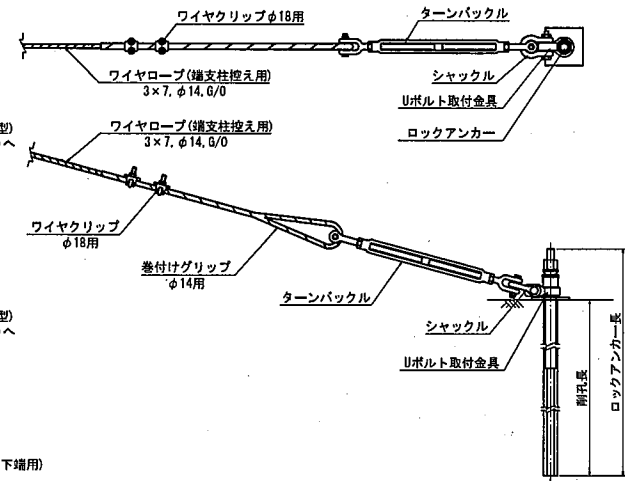 ワイヤクリップφ18用
ターンバックル
ワイヤロープ(端支柱控え用)
3×7, φ14, G/O
シャックル
Uボルト取付金具
ロックアンカー
型)
へ
ワイヤロープ(端支柱控え用)
3×7, φ14, G/O
ワイヤクリップ
φ18用
巻付けグリップ
φ14用
ターンバックル
シャックル
Uボルト取付金具
削孔長
ロックアンカー長
型)
へ
下端用)